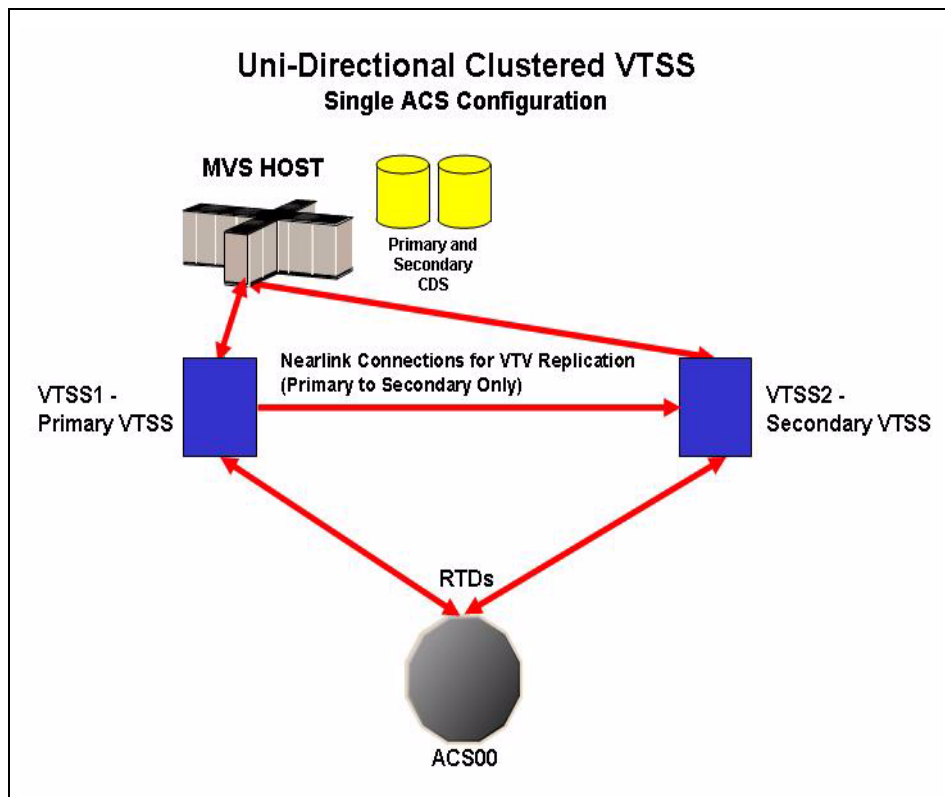 Uni-Directional Clustered VTSS
Single ACS Configuration
MVS HOST
Primary and
Secondary
CDS
Nearlink Connections for VTV Replication
(Primary to Secondary Only)
VTSS1 -
Primary VTSS
VTSS2 -
Secondary VTSS
RTDs
ACS00